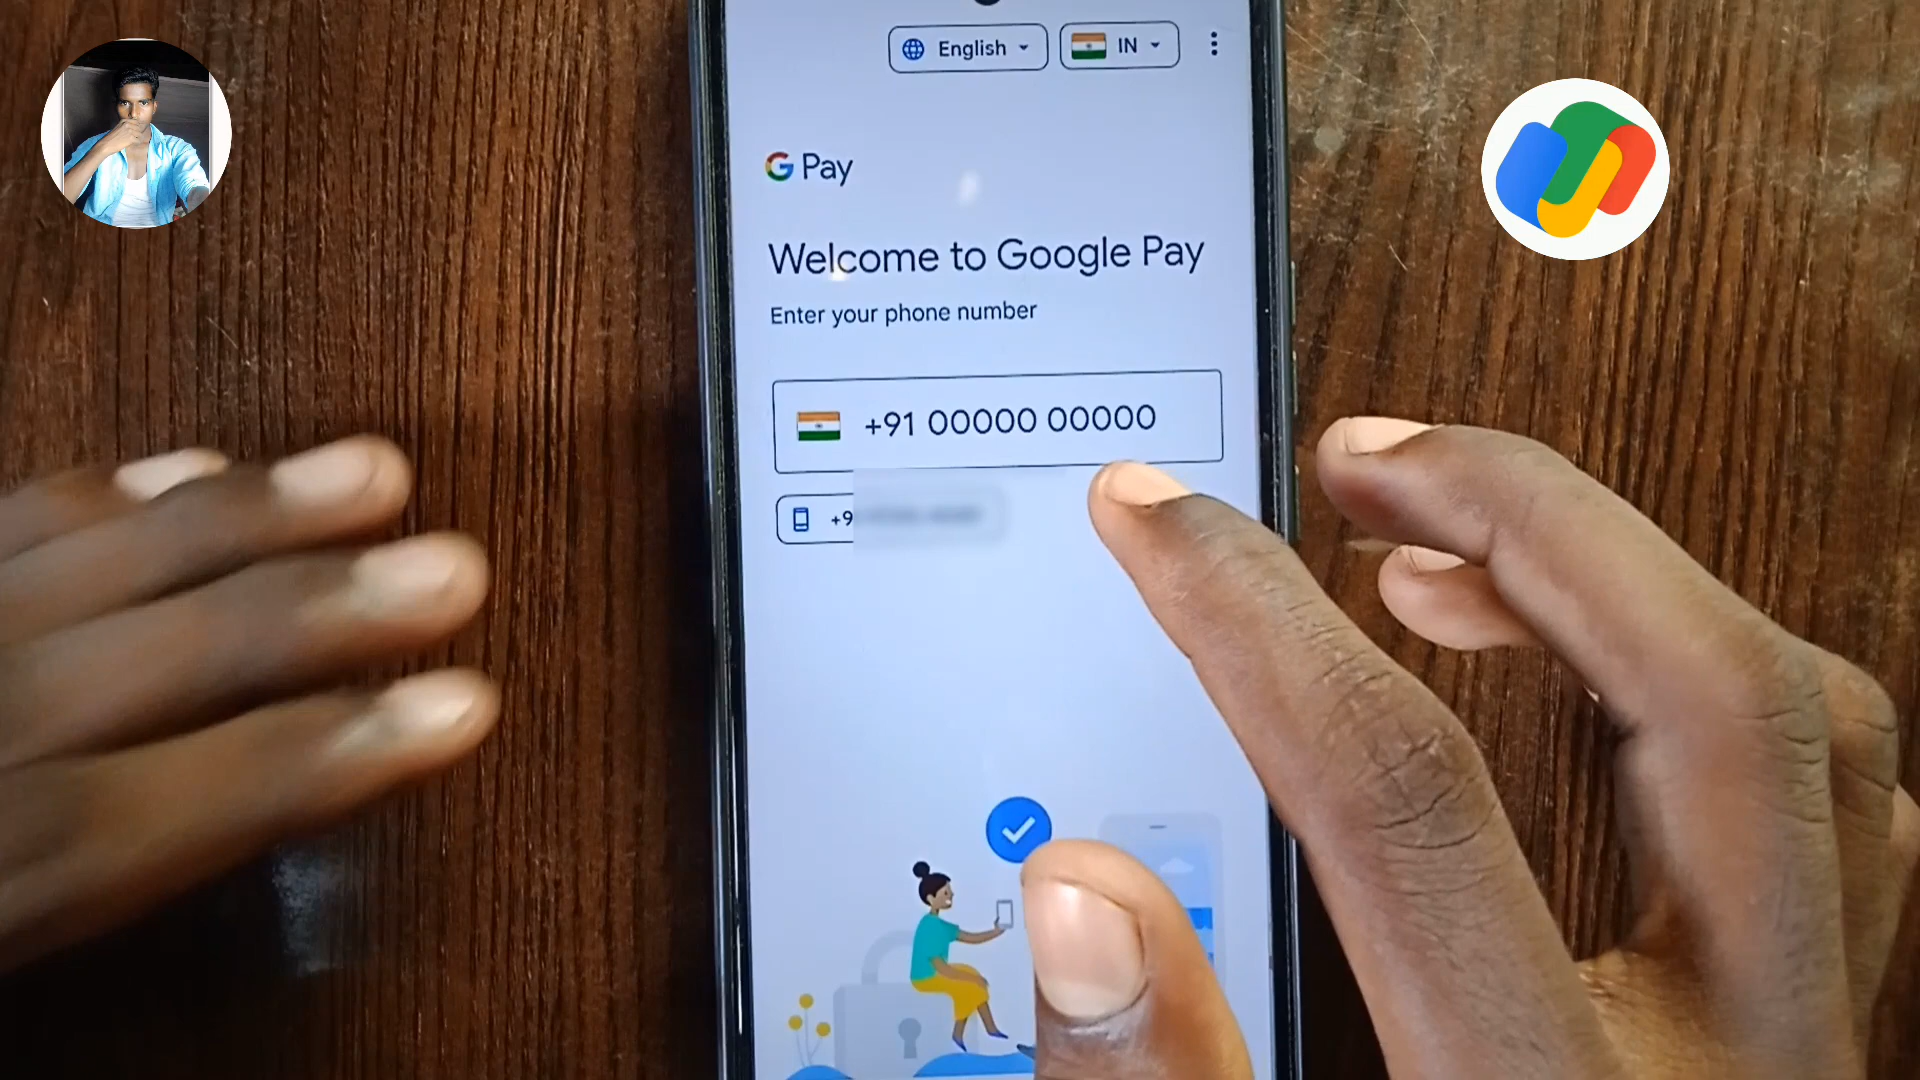 English
IN
G Pay
Welcome to Google Pay
Enter your phone number
+91 00000 00000
+9